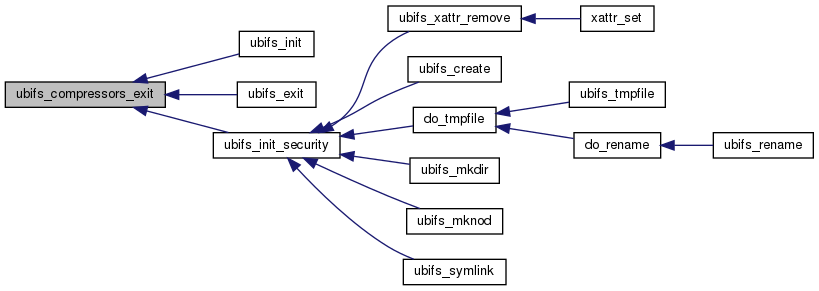 ubifs_xattr_remove
xattr_set
ubifs_init
ubifs_create
ubifs_compressors_exit
ubifs_exit
ubifs_tmpfile
do_tmpfile
ubifs_init_security
do_rename
ubifs_rename
ubifs_mkdir
ubifs_mknod
ubifs_symlink